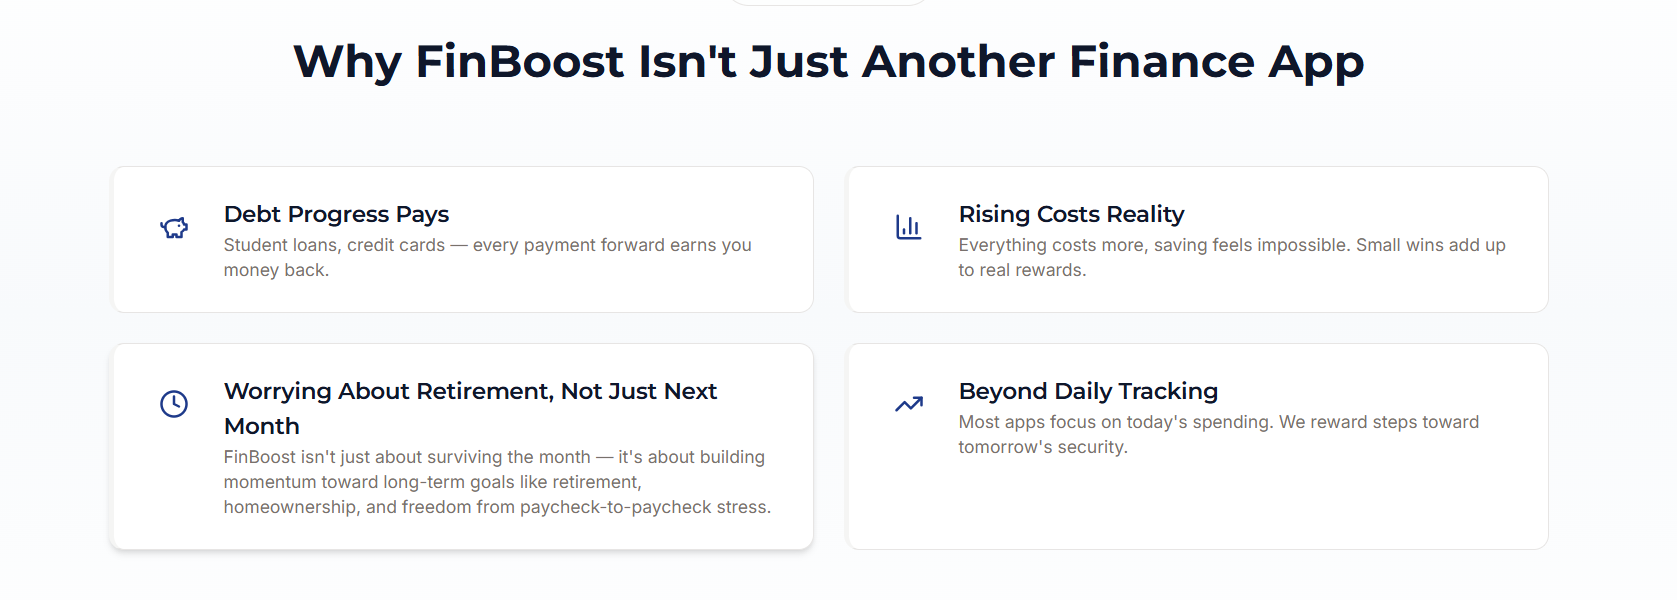 Why FinBoost Isn't Just Another Finance App
Debt Progress Pays
Student loans, credit cards — every payment forward earns you
money back.
Rising Costs Reality
Everything costs more, saving feels impossible. Small wins add up
to real rewards.
Worrying About Retirement, Not Just Next
Month
FinBoost isn't just about surviving the month — it's about building
momentum toward long-term goals like retirement,
homeownership, and freedom from paycheck-to-paycheck stress.
Beyond Daily Tracking
Most apps focus on today's spending. We reward steps toward
tomorrow's security.